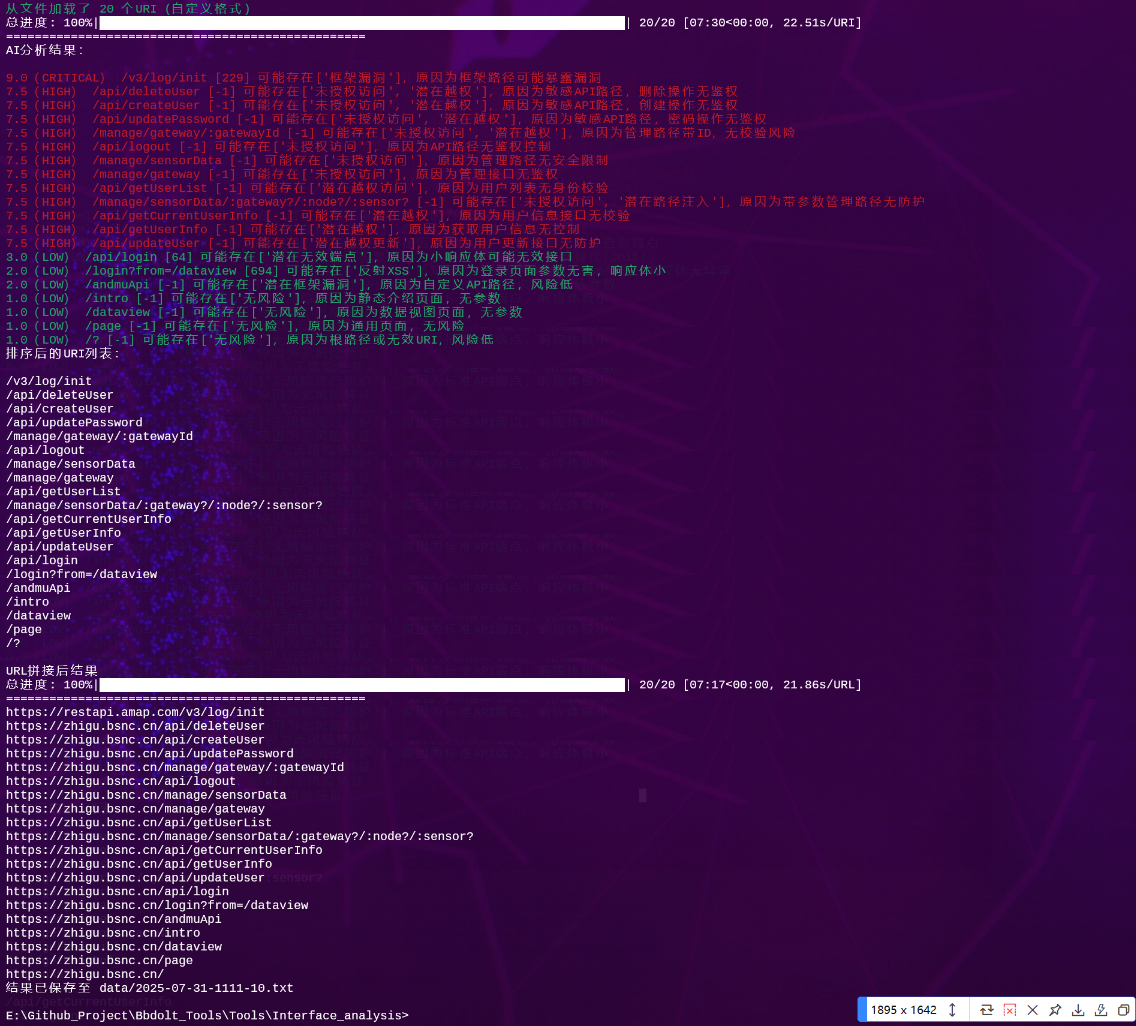 从文件加载了 20 个URI (自定义格式)
总进度: 100%| | 20/20 [07:30<00:00, 22.51s/URI]
==================================================
AI分析结果:
9.0 (CRITICAL) /v3/log/init [229] 可能存在['框架漏洞'], 原因为框架路径可能暴露漏洞
7.5 (HIGH) /api/deleteUser [-1] 可能存在['未授权访问', '潜在越权'], 原因为敏感API路径, 删除操作无鉴权
7.5 (HIGH) /api/createUser [-1] 可能存在['未授权访问', '潜在越权'], 原因为敏感API路径, 创建操作无鉴权
7.5 (HIGH) /api/updatePassword [-1] 可能存在['未授权访问', '潜在越权'], 原因为敏感API路径, 密码操作无鉴权
7.5 (HIGH) /manage/gateway/:gatewayId [-1] 可能存在['未授权访问', '潜在越权'], 原因为管理路径带ID, 无校验风险
7.5 (HIGH) /api/logout [-1] 可能存在['未授权访问'], 原因为API路径无鉴权控制
7.5 (HIGH) /manage/sensorData [-1] 可能存在['未授权访问'], 原因为管理路径无安全限制
7.5 (HIGH) /manage/gateway [-1] 可能存在['未授权访问'], 原因为管理接口无鉴权
7.5 (HIGH) /api/getUserList [-1] 可能存在['潜在越权访问'], 原因为用户列表无身份校验
7.5 (HIGH) /manage/sensorData/:gateway?/:node?/:sensor? [-1] 可能存在['未授权访问', '潜在路径注入'], 原因为带参数管理路径无防护
7.5 (HIGH) /api/getCurrentUserInfo [-1] 可能存在['潜在越权'], 原因为用户信息接口无校验
7.5 (HIGH) /api/getUserInfo [-1] 可能存在['潜在越权'], 原因为获取用户信息无控制
7.5 (HIGH) /api/updateUser [-1] 可能存在['潜在越权更新'], 原因为用户更新接口无防护
3.0 (LOW) /api/login [64] 可能存在['潜在无效端点'], 原因为小响应体可能无效接口
2.0 (LOW) /login?from=/dataview [694] 可能存在['反射XSS'], 原因为登录页面参数无害, 响应体小
2.0 (LOW) /andmuApi [-1] 可能存在['潜在框架漏洞'], 原因为自定义API路径, 风险低
1.0 (LOW) /intro [-1] 可能存在['无风险'], 原因为静态介绍页面, 无参数
1.0 (LOW) /dataview [-1] 可能存在['无风险'], 原因为数据视图页面, 无参数
1.0 (LOW) /page [-1] 可能存在['无风险'], 原因为通用页面, 无风险
1.0 (LOW) /? [-1] 可能存在['无风险'], 原因为根路径或无效URI, 风险低
排序后的URI列表:
/v3/log/init
/api/deleteUser
/api/createUser
/api/updatePassword
/manage/gateway/:gatewayId
/api/logout
/manage/sensorData
/manage/gateway
/api/getUserList
/manage/sensorData/:gateway?/:node?/:sensor?
/api/getCurrentUserInfo
/api/getUserInfo
/api/updateUser
/api/login
/login?from=/dataview
/andmuApi
/intro
/dataview
/page
/?
URL拼接后结果
总进度: 100%| | 20/20 [07:17<00:00, 21.86s/URL]
==================================================
https://restapi.amap.com/v3/log/init
https://zhigu.bsnc.cn/api/deleteUser
https://zhigu.bsnc.cn/api/createUser
https://zhigu.bsnc.cn/api/updatePassword
https://zhigu.bsnc.cn/manage/gateway/:gatewayId
https://zhigu.bsnc.cn/api/logout
https://zhigu.bsnc.cn/manage/sensorData
https://zhigu.bsnc.cn/manage/gateway
https://zhigu.bsnc.cn/api/getUserList
https://zhigu.bsnc.cn/manage/sensorData/:gateway?/:node?/:sensor?
https://zhigu.bsnc.cn/api/getCurrentUserInfo
https://zhigu.bsnc.cn/api/getUserInfo
https://zhigu.bsnc.cn/api/updateUser:sensor?
https://zhigu.bsnc.cn/api/login
https://zhigu.bsnc.cn/login?from=/dataview
https://zhigu.bsnc.cn/andmuApi
https://zhigu.bsnc.cn/intro
https://zhigu.bsnc.cn/dataview
https://zhigu.bsnc.cn/page
https://zhigu.bsnc.cn/
结果已保存至 data/2025-07-31-1111-10.txt
/api/getCurrentUserInfo
E:\Github_Project\Bbdolt_Tools\Tools\Interface_analysis>
1895 x 1642